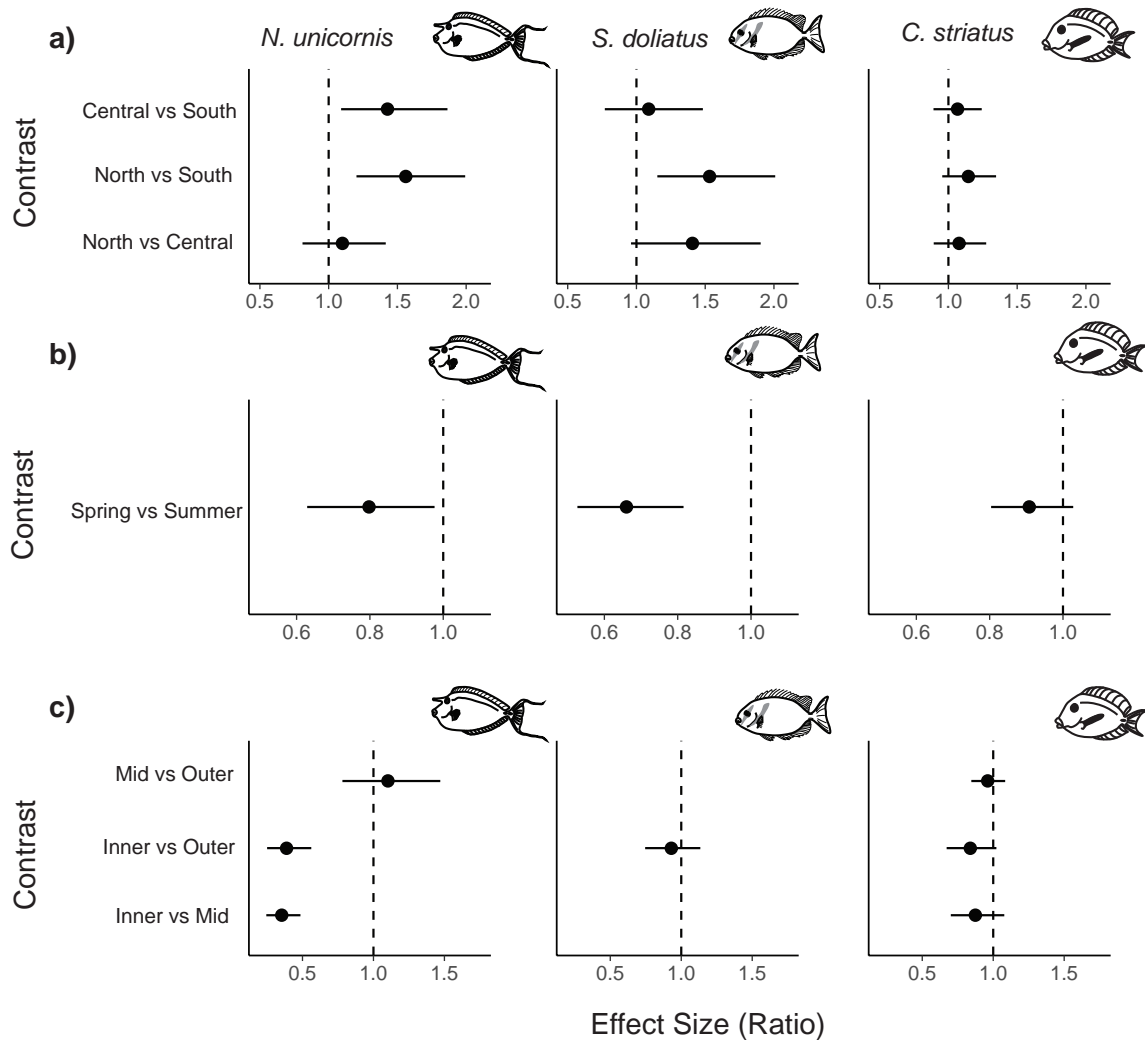 a)
N. unicornis
S. doliatus
C. striatus
Contrast
Central vs South
North vs South
North vs Central
0.5 1.0 1.5 2.0
0.5 1.0 1.5 2.0
0.5 1.0 1.5 2.0
b)
Contrast
Spring vs Summer
0.6 0.8 1.0
0.6 0.8 1.0
0.6 0.8 1.0
c)
Contrast
Mid vs Outer
Inner vs Outer
Inner vs Mid
0.5 1.0 1.5
0.5 1.0 1.5
0.5 1.0 1.5
Effect Size (Ratio)